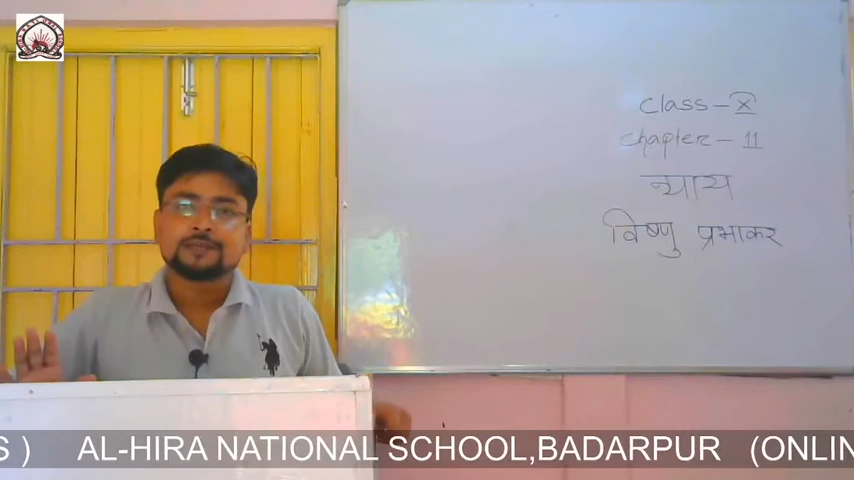 Class - X
Chapter - 11
न्याय
विष्णु प्रभाकर
S ) AL-HIRA NATIONAL SCHOOL,BADARPUR (ONLIN